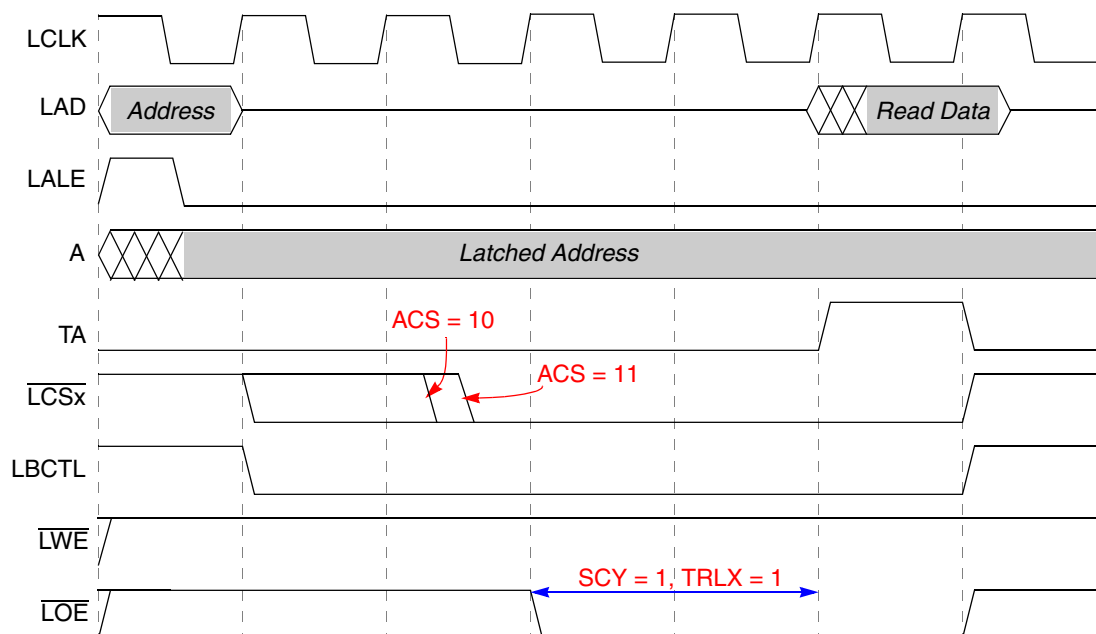 LCLK
LAD
Address
Read Data
LALE
A
Latched Address
TA
ACS = 10
LCSx
ACS = 11
LBCTL
LWE
SCY = 1, TRLX = 1
LOE